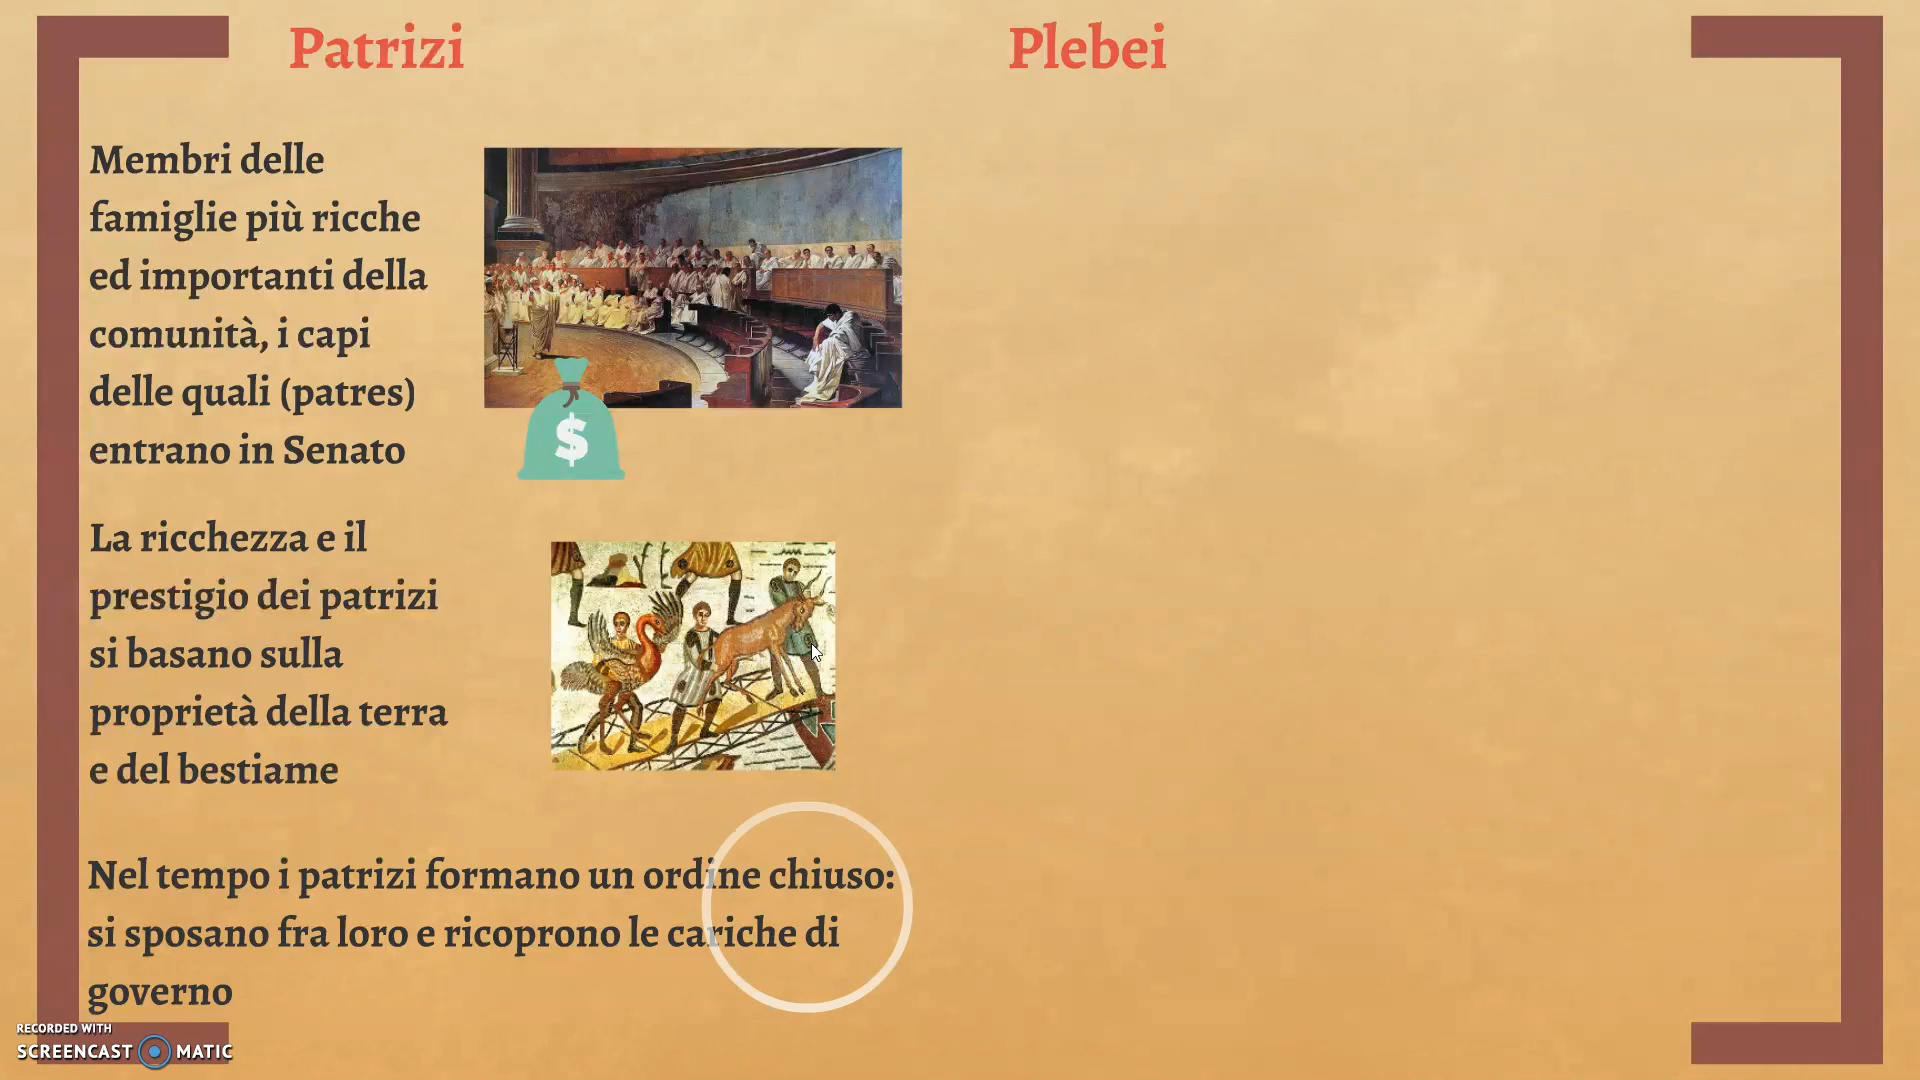 Patrizi
Plebei
Membri delle
famiglie più ricche
ed importanti della
comunità, i capi
delle quali (patres)
entrano in Senato
$
La ricchezza e il
prestigio dei patrizi
si basano sulla
proprietà della terra
e del bestiame
Nel tempo i patrizi formano un ordine chiuso:
si sposano fra loro e ricoprono le cariche di
governo
RECORDED WITH
SCREENCAST MATIC